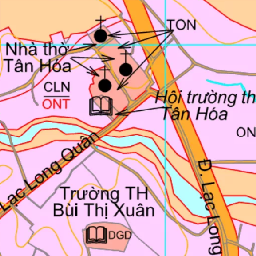 TON
Nhà thờ
Tân Hóa
CLN
ONT
Hội trường th
Tân Hóa
ON
Lạc Long Quân
Đ. Lạc Long
Trường TH
Bùi Thị Xuân
DGD